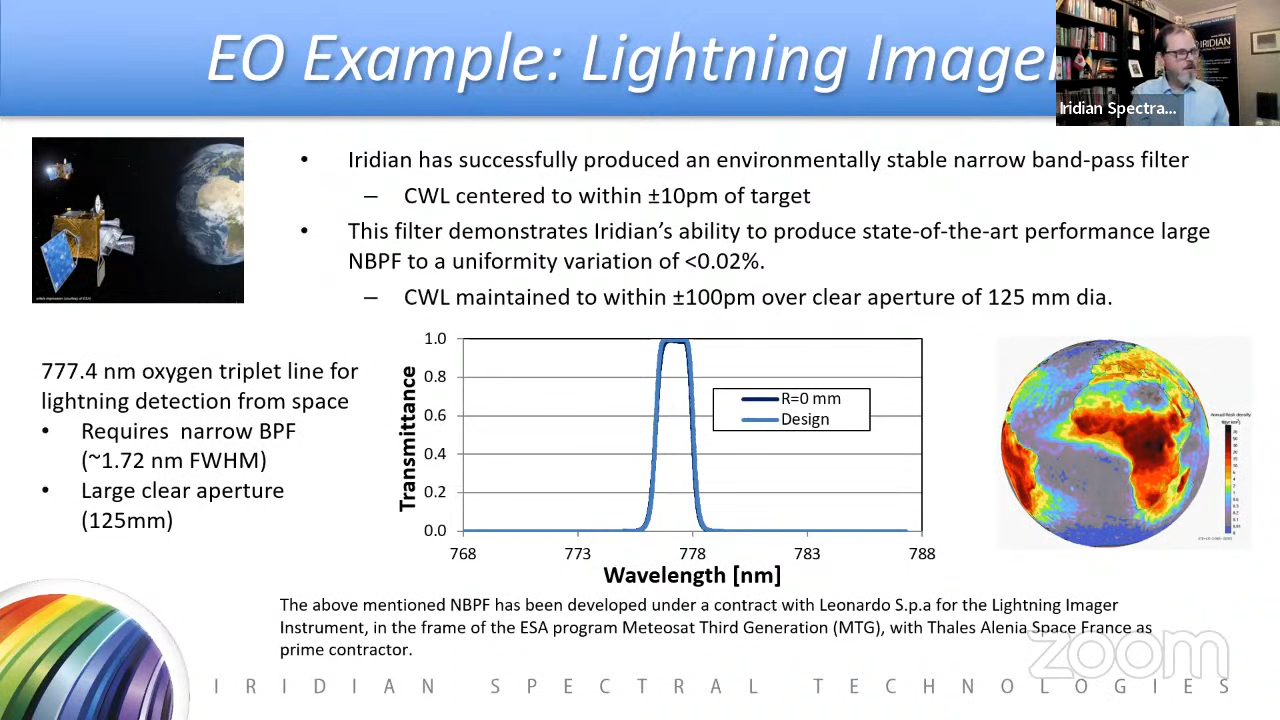 EO Example: Lightning Imager
IRIDIAN
Iridian Spectra...
• Iridian has successfully produced an environmentally stable narrow band-pass filter
– CWL centered to within ±10pm of target
• This filter demonstrates Iridian's ability to produce state-of-the-art performance large
NBPF to a uniformity variation of <0.02%.
– CWL maintained to within ±100pm over clear aperture of 125 mm dia.
777.4 nm oxygen triplet line for
lightning detection from space
• Requires narrow BPF
(~1.72 nm FWHM)
• Large clear aperture
(125mm)
Transmittance
1.0
0.8
0.6
0.4
0.2
0.0
R=0 mm
Design
768 773 778 783 788
Wavelength [nm]
The above mentioned NBPF has been developed under a contract with Leonardo S.p.a for the Lightning Imager
Instrument, in the frame of the ESA program Meteosat Third Generation (MTG), with Thales Alenia Space France as
prime contractor.
zoom
IRIDIAN SPECTRAL TECHNOLOGIES